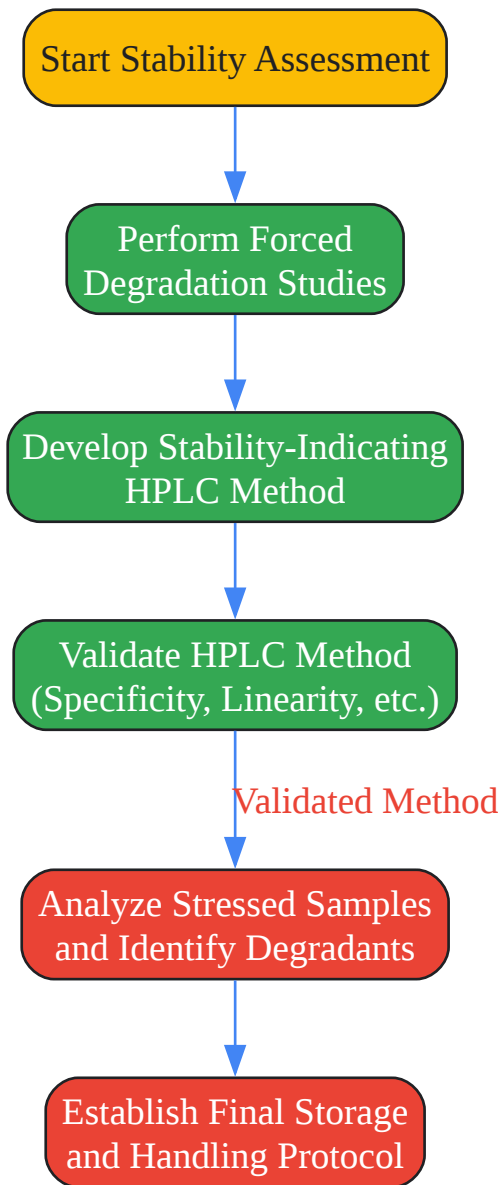 Start Stability Assessment
Perform Forced
Degradation Studies
Develop Stability-Indicating
HPLC Method
Validate HPLC Method
(Specificity, Linearity, etc.)
Validated Method
Analyze Stressed Samples
and Identify Degradants
Establish Final Storage
and Handling Protocol